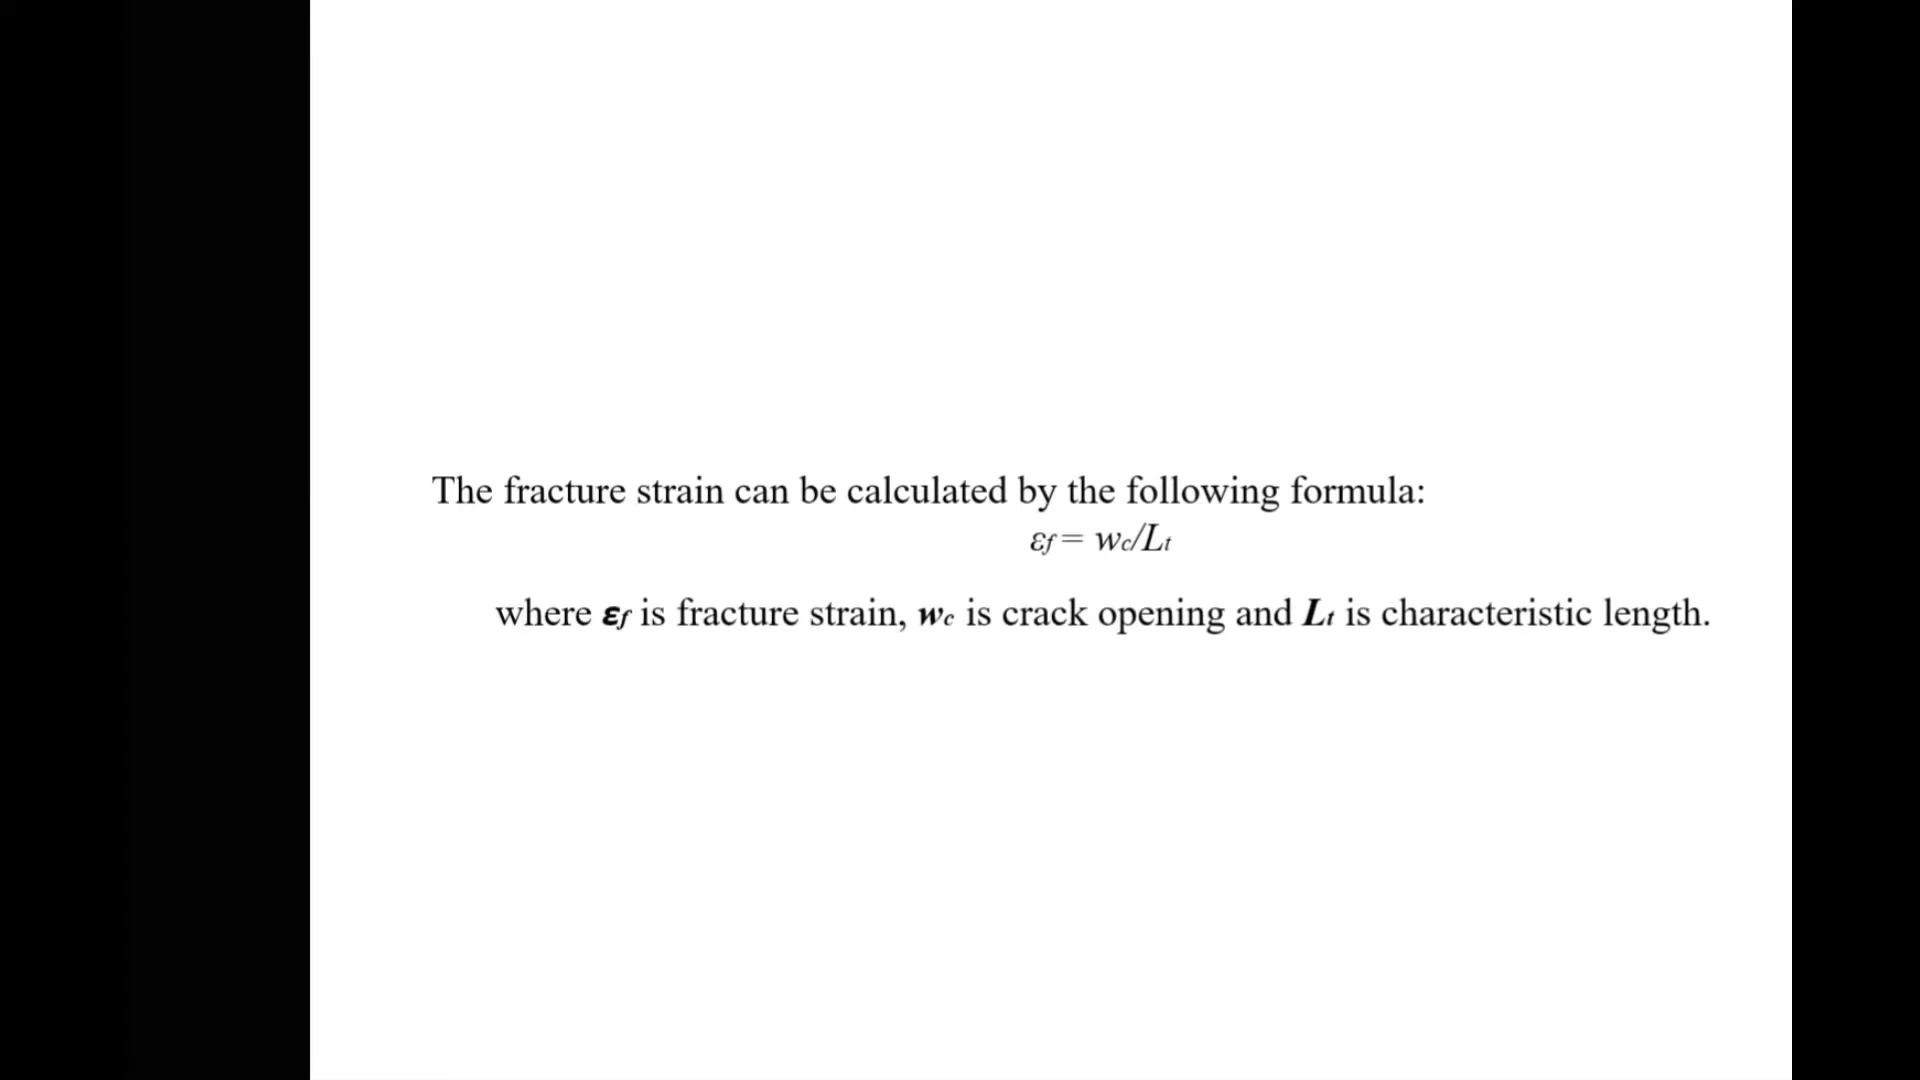 The fracture strain can be calculated by the following formula:
εf = wc/Lt
where εf is fracture strain, wc is crack opening and Lt is characteristic length.